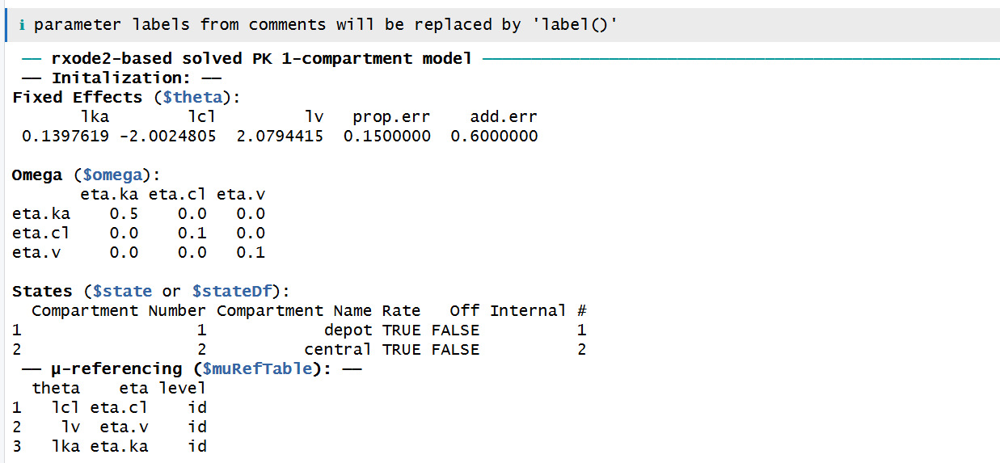 i parameter labels from comments will be replaced by 'label()'
── rxode2-based solved PK 1-compartment model ──
── Initalization: ──
Fixed Effects ($theta):
lka lcl lv prop.err add.err
0.1397619 -2.0024805 2.0794415 0.1500000 0.6000000
Omega ($omega):
eta.ka eta.cl eta.v
eta.ka 0.5 0.0 0.0
eta.cl 0.0 0.1 0.0
eta.v 0.0 0.0 0.1
States ($state or $stateDf):
Compartment Number Compartment Name Rate Off Internal #
1 1 depot TRUE FALSE 1
2 2 central TRUE FALSE 2
── μ-referencing ($muRefTable): ──
theta eta level
1 lcl eta.cl id
2 lv eta.v id
3 lka eta.ka id